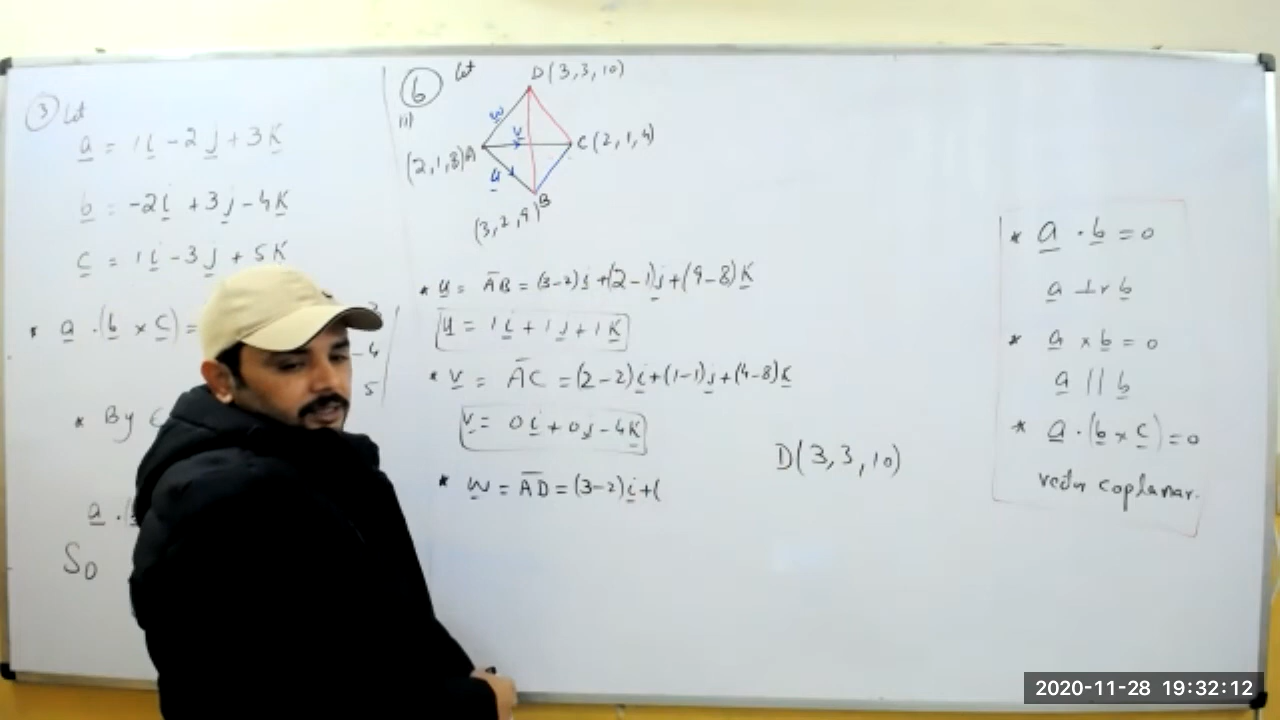 ③ Let
a = 1i - 2j + 3K
b = -2i + 3j - 4K
c = 1i - 3j + 5K
* a . (b × c) =
-4
5
* By
a .
So
⑥ Let
ii)
D(3,3,10)
w
v
(2,1,8)A
C(2,1,4)
u
(3,2,9)B
* u = AB = (3-2)i + (2-1)j + (9-8)K
u = 1i + 1j + 1K
* v = AC = (2-2)i + (1-1)j + (4-8)K
v = 0i + 0j - 4K
* w = AD = (3-2)i + (
D(3,3,10)
* a . b = 0
a ⊥r b
* a × b = 0
a || b
* a . (b × c) = 0
vector coplanar.
2020-11-28 19:32:12